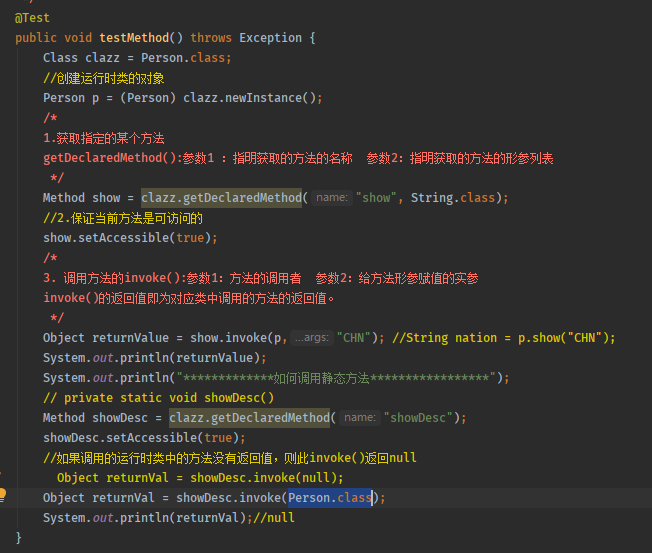 @Test
public void testMethod() throws Exception {
Class clazz = Person.class;
//创建运行时类的对象
Person p = (Person) clazz.newInstance();
/*
1.获取指定的某个方法
getDeclaredMethod():参数1 : 指明获取的方法的名称 参数2: 指明获取的方法的形参列表
*/
Method show = clazz.getDeclaredMethod( name: "show", String.class);
//2.保证当前方法是可访问的
show.setAccessible(true);
/*
3. 调用方法的invoke():参数1: 方法的调用者 参数2: 给方法形参赋值的实参
invoke()的返回值即为对应类中调用的方法的返回值。
*/
Object returnValue = show.invoke(p, ...args: "CHN"); //String nation = p.show("CHN");
System.out.println(returnValue);
System.out.println("*************如何调用静态方法*****************");
// private static void showDesc()
Method showDesc = clazz.getDeclaredMethod( name: "showDesc");
showDesc.setAccessible(true);
//如果调用的运行时类中的方法没有返回值，则此invoke()返回null
Object returnVal = showDesc.invoke(null);
Object returnVal = showDesc.invoke(Person.class);
System.out.println(returnVal);//null
}